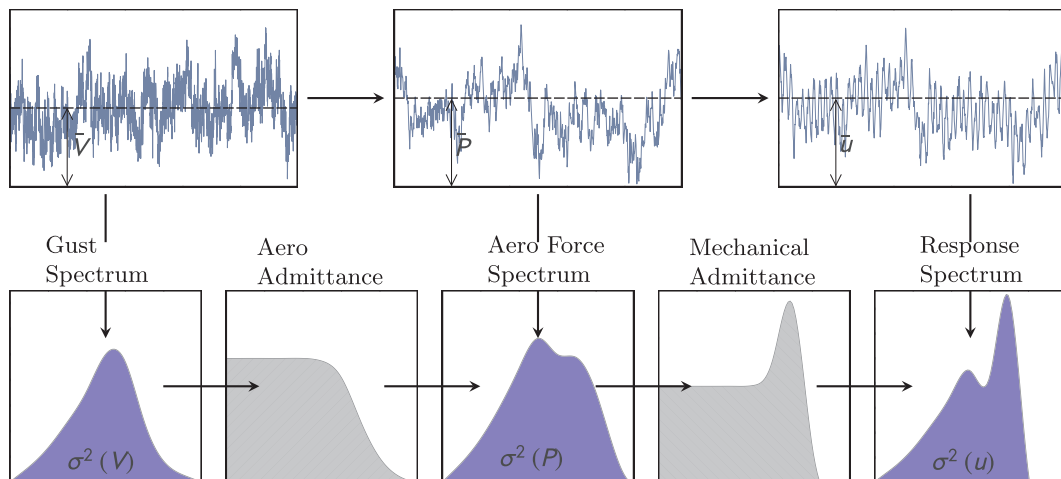 V̄
P̄
ū
Gust
Spectrum
Aero
Admittance
Aero Force
Spectrum
Mechanical
Admittance
Response
Spectrum
σ² (V)
σ² (P)
σ² (u)